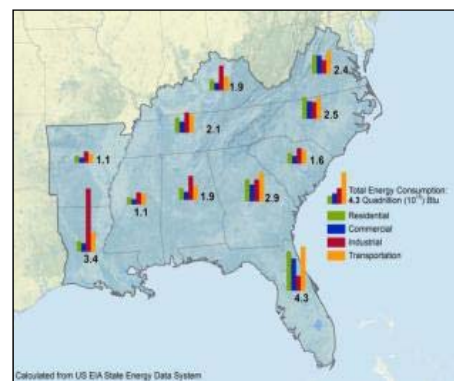 1.9
2.4
2.5
2.1
1.1
1.6
1.1
1.9
2.9
3.4
4.3
Total Energy Consumption:
4.3 Quadrillion (10¹⁵) Btu
Residential
Commercial
Industrial
Transportation
Calculated from US EIA State Energy Data System